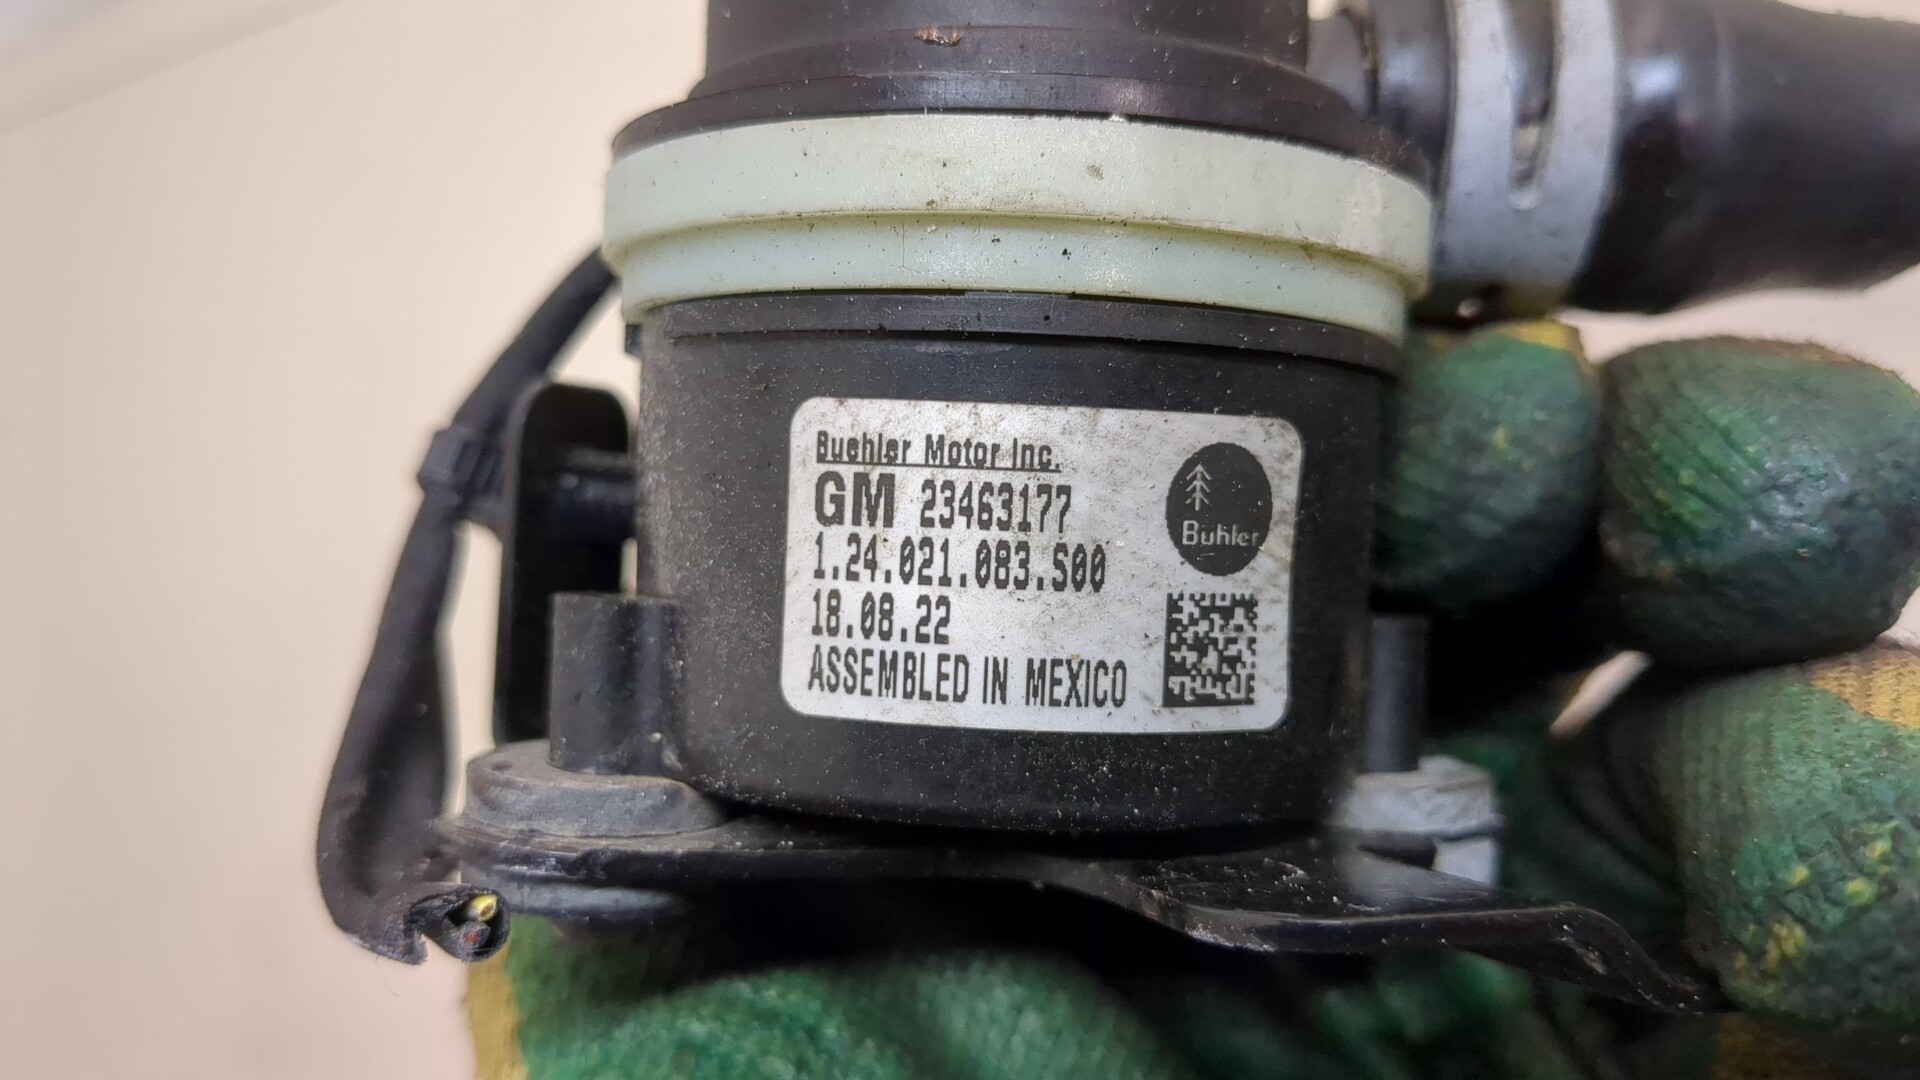 Buehler Motor Inc.
GM 23463177
1.24.021.083.S00
18.08.22
ASSEMBLED IN MEXICO
Bühler